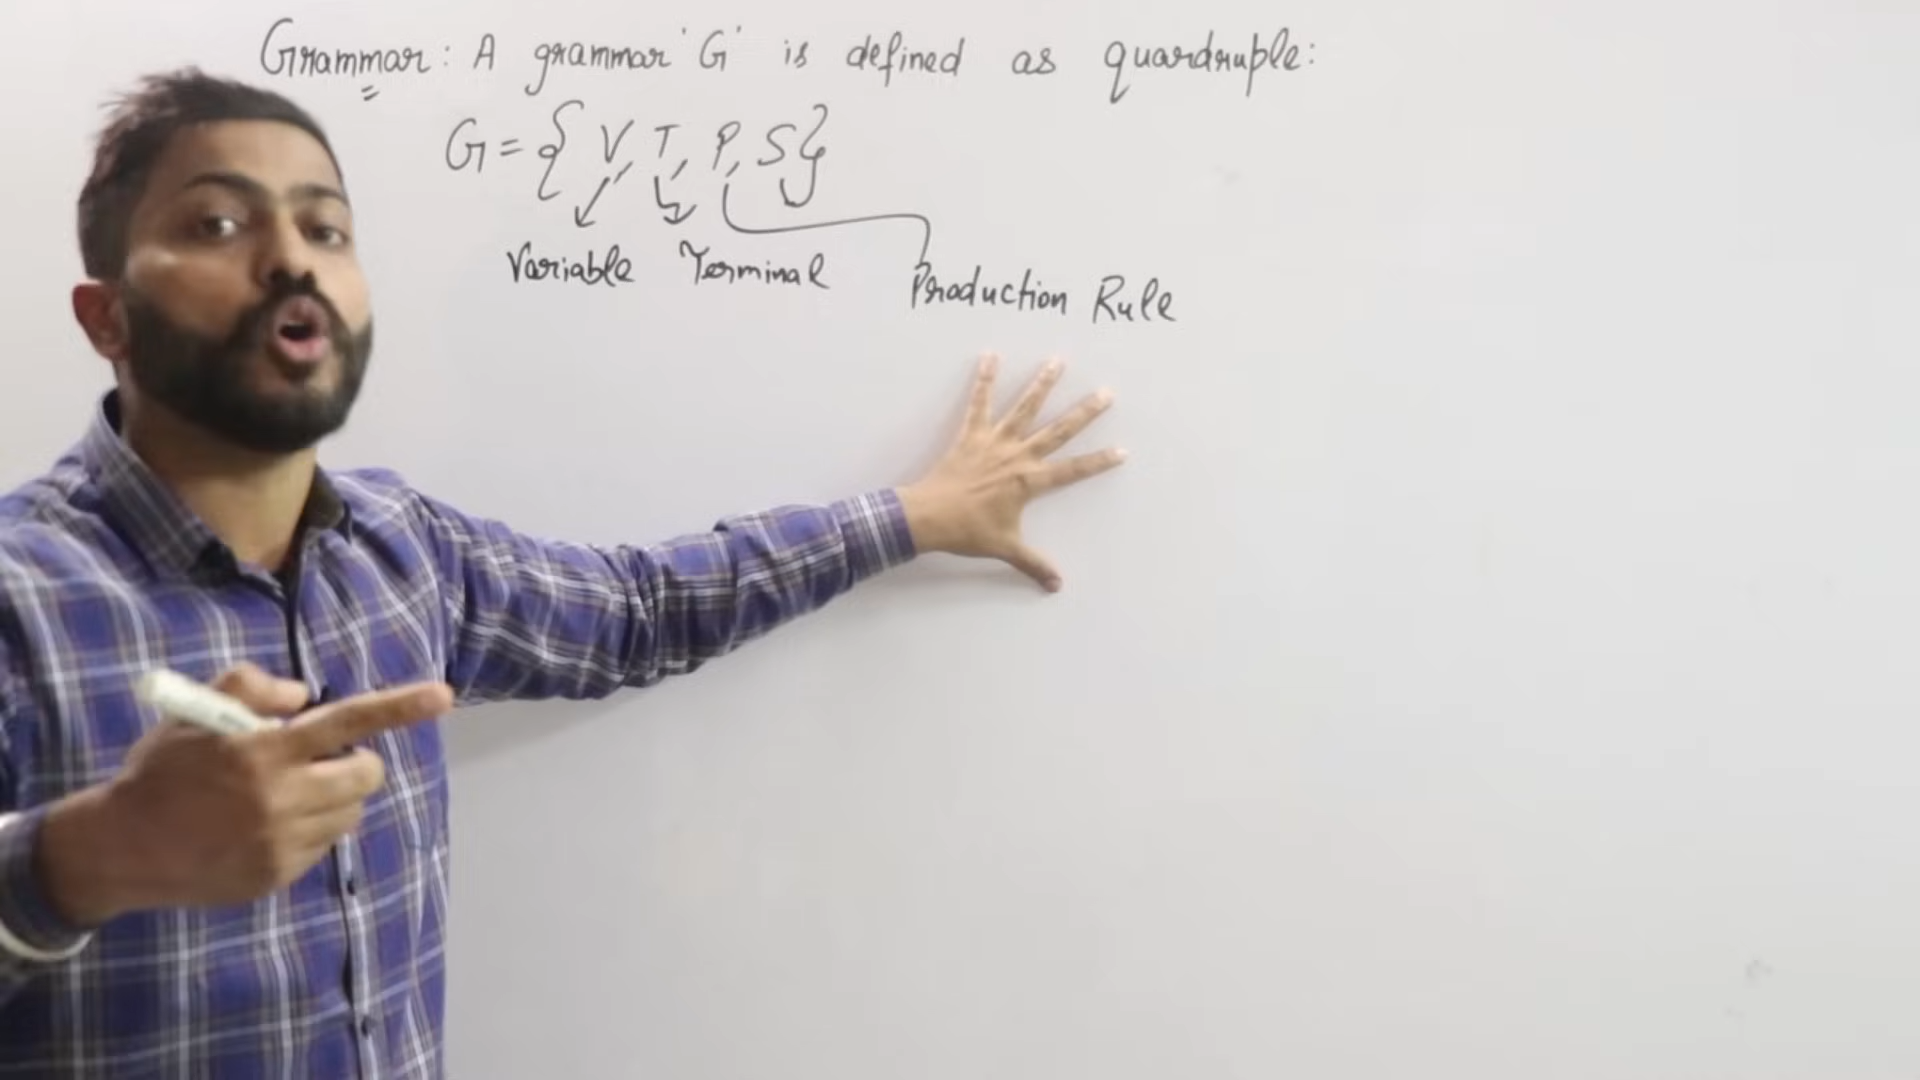 Grammar: A grammar 'G' is defined as quardruple:
G = { V, T, P, S }
Variable Terminal Production Rule